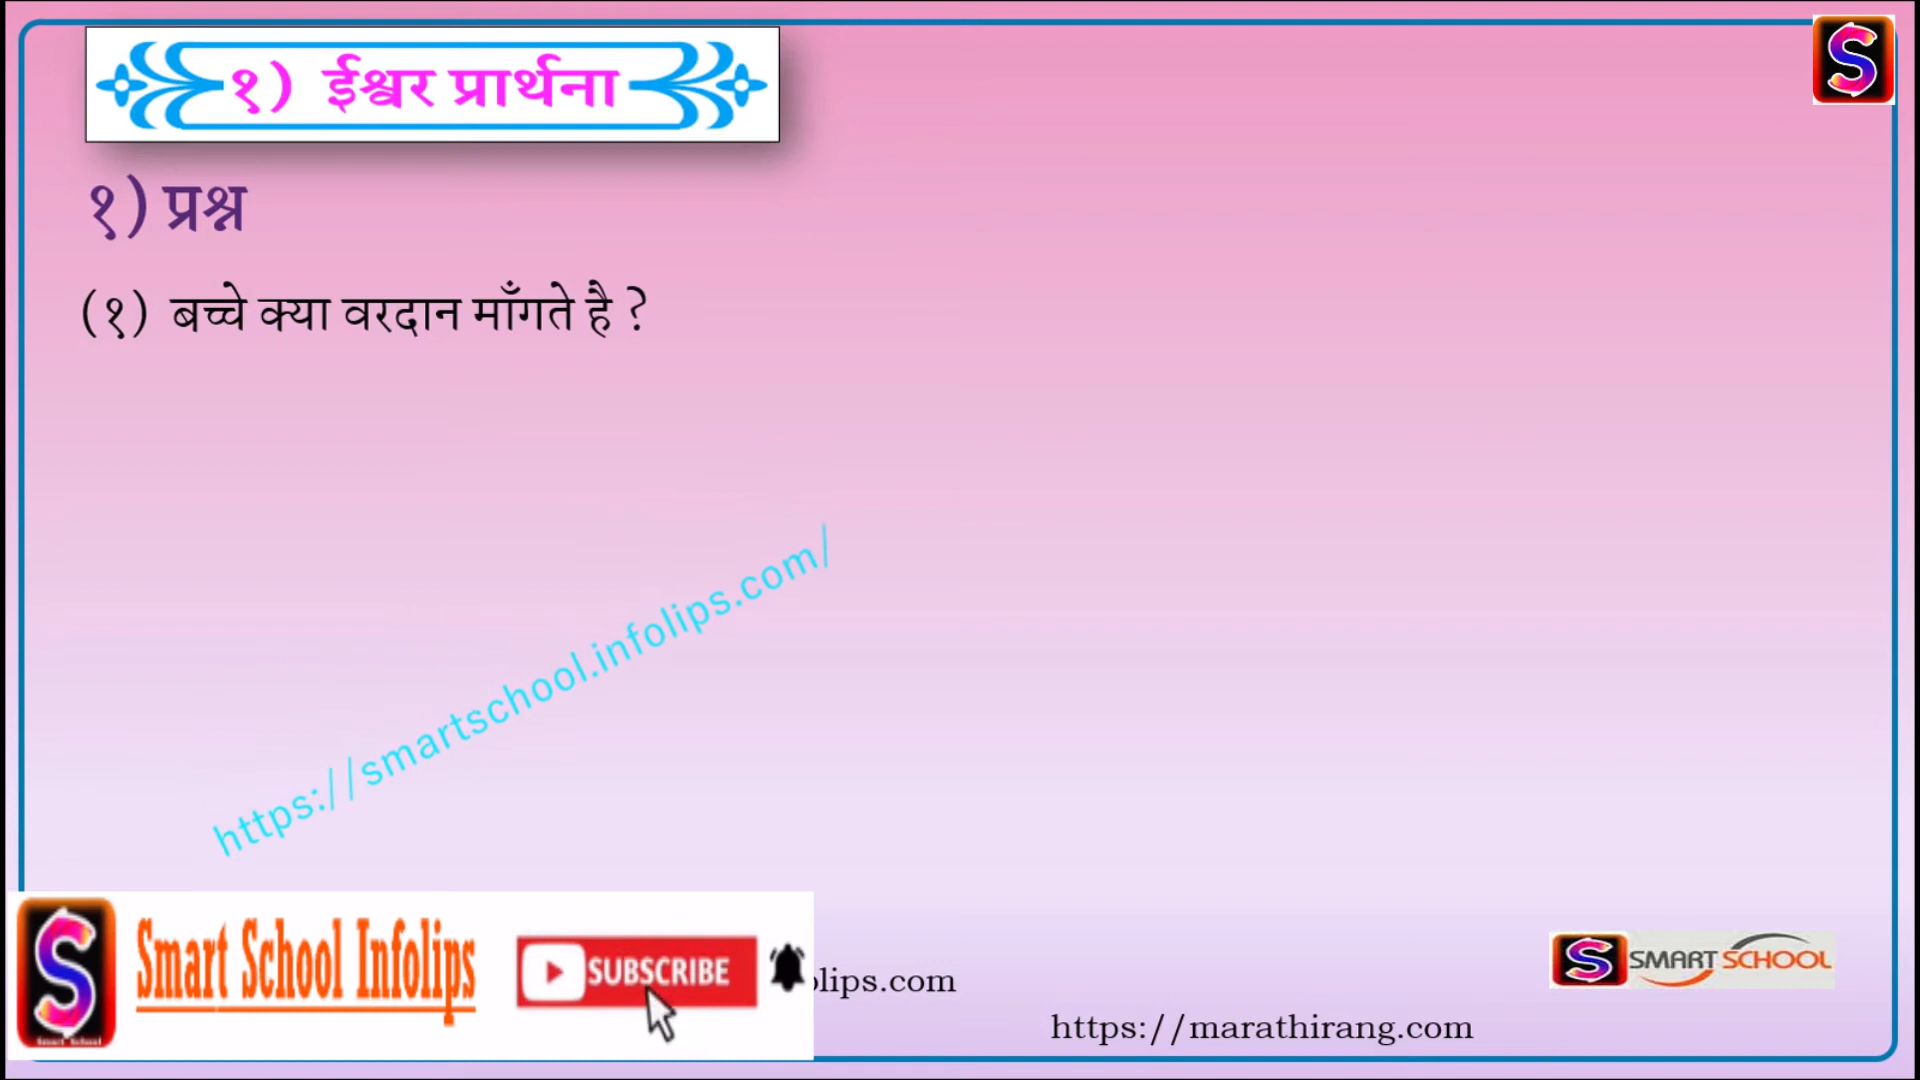 १) ईश्वर प्रार्थना
१) प्रश्न
(१) बच्चे क्या वरदान माँगते है ?
https://smartschool.infolips.com/
Smart School Infolips
SUBSCRIBE
olips.com
SMART SCHOOL
https://marathirang.com